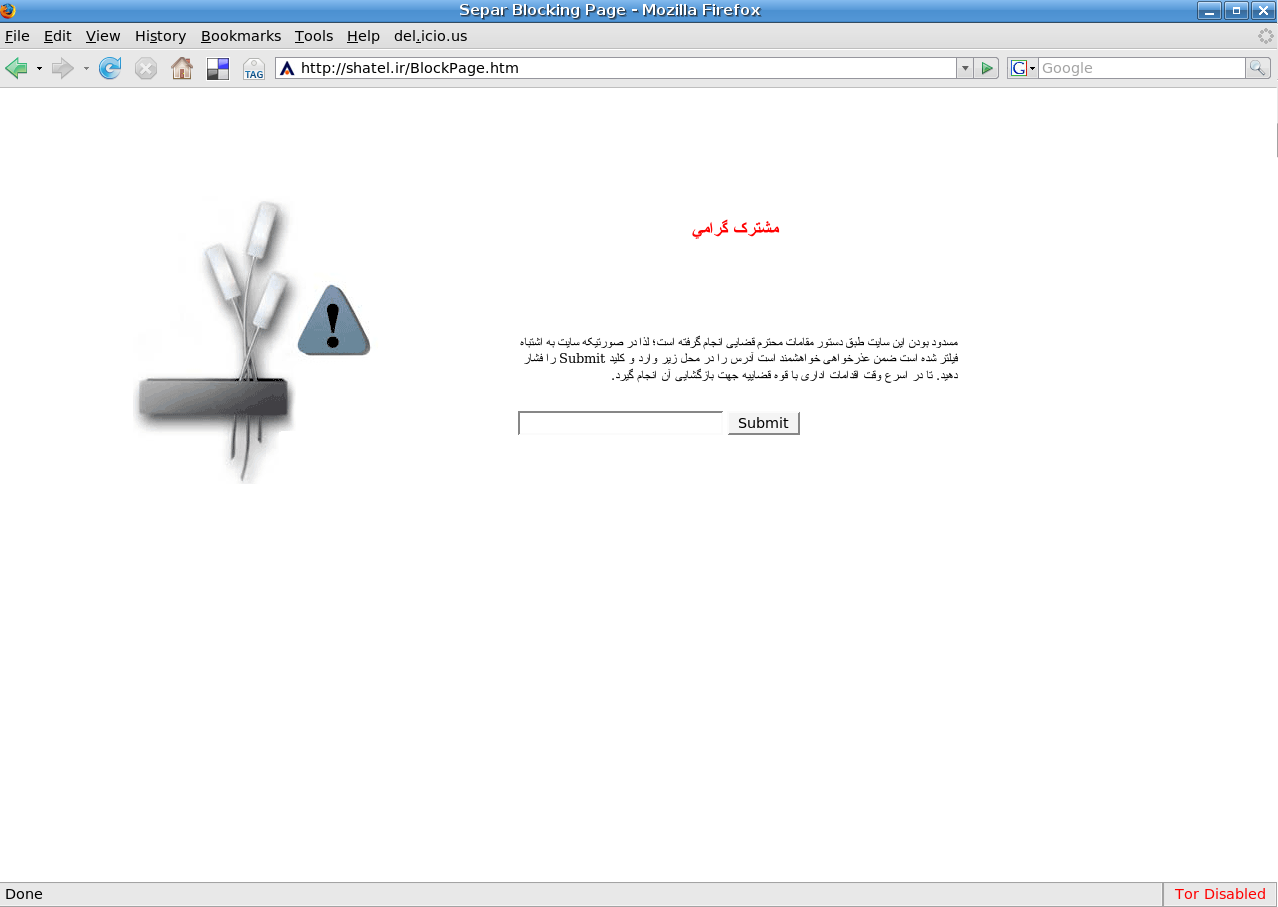 Separ Blocking Page - Mozilla Firefox
File Edit View History Bookmarks Tools Help del.icio.us
TAG http://shatel.ir/BlockPage.htm G Google
مشترک گرامي
مسدود بودن این سایت طبق دستور مقامات محترم قضایی انجام گرفته است؛ لذا در صورتیکه سایت به اشتباه
فیلتر شده است ضمن عذرخواهی خواهشمند است آدرس را در محل زیر وارد و کلید Submit را فشار
دهید. تا در اسرع وقت اقدامات اداری با قوه قضاییه جهت بازگشایی آن انجام گیرد.
Submit
Done Tor Disabled